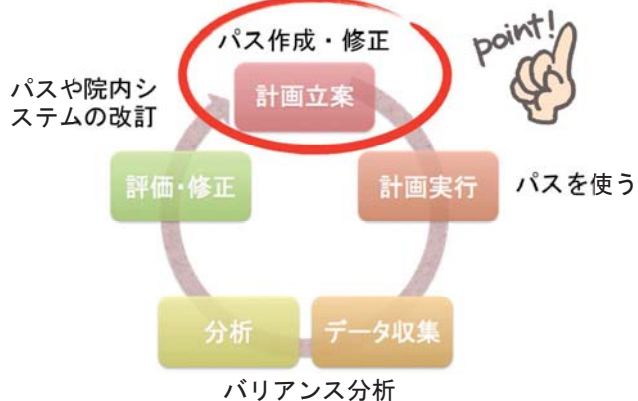 パス作成・修正
point!
計画立案
パスや院内シ
ステムの改訂
評価・修正
計画実行
パスを使う
分析
データ収集
バリアンス分析